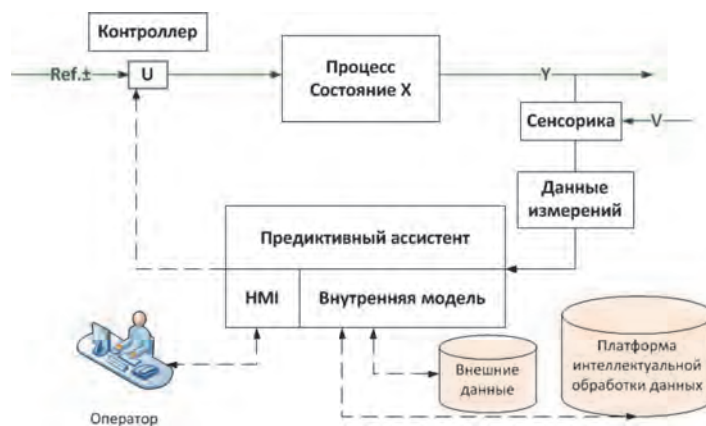 Контроллер
Ref.±
U
Процесс
Состояние X
Y
Сенсорика
V
Данные
измерений
Предиктивный ассистент
HMI
Внутренняя модель
Оператор
Внешние
данные
Платформа
интеллектуальной
обработки данных